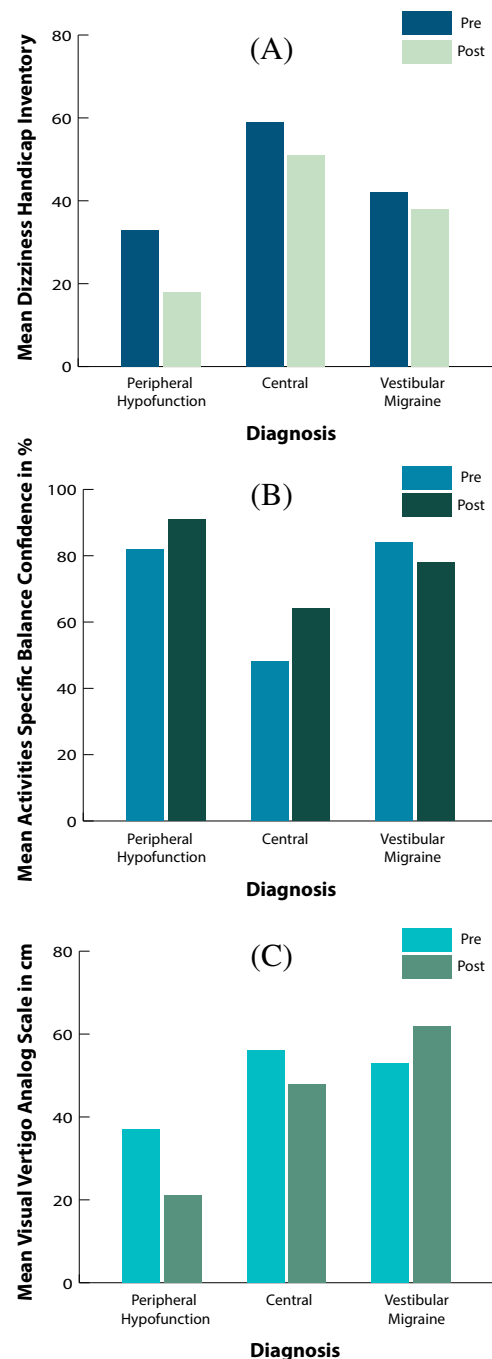 Pre
Post
(A)
Mean Dizziness Handicap Inventory
80
60
40
20
0
Peripheral
Hypofunction
Central
Vestibular
Migraine
Diagnosis
Pre
Post
(B)
Mean Activities Specific Balance Confidence in %
100
80
60
40
20
0
Peripheral
Hypofunction
Central
Vestibular
Migraine
Diagnosis
Pre
Post
(C)
Mean Visual Vertigo Analog Scale in cm
80
60
40
20
0
Peripheral
Hypofunction
Central
Vestibular
Migraine
Diagnosis